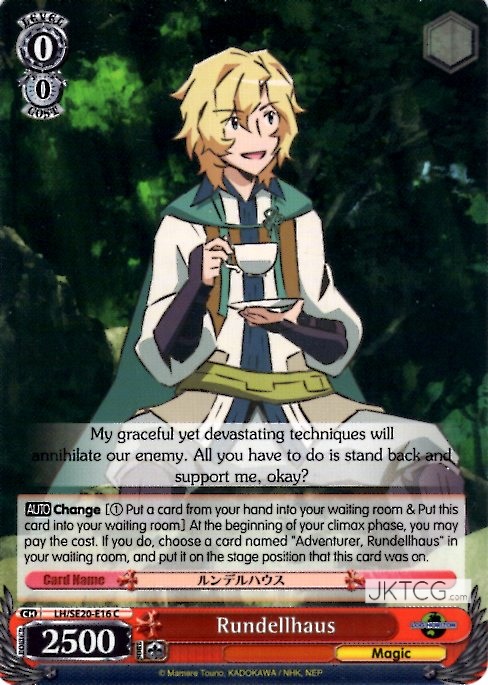 LEVEL
0
0
COST
My graceful yet devastating techniques will
annihilate our enemy. All you have to do is stand back and
support me, okay?
AUTO Change [① Put a card from your hand into your waiting room & Put this
card into your waiting room] At the beginning of your climax phase, you may
pay the cost. If you do, choose a card named "Adventurer, Rundellhaus" in
your waiting room, and put it on the stage position that this card was on.
Card Name ルンデルハウス
JKTCG.com
CH LH/SE20-E16 C
POWER 2500
Rundellhaus
Magic
© Mamare Touno, KADOKAWA / NHK, NEP